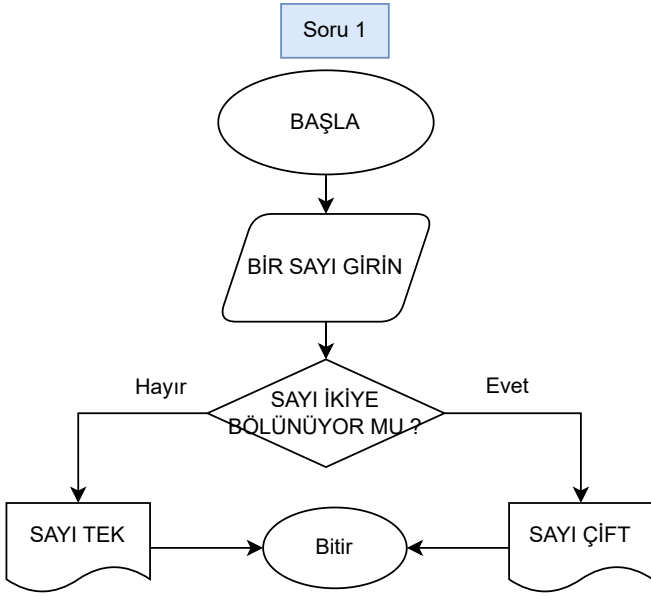 Soru 1
BAŞLA
BİR SAYI GİRİN
Hayır
SAYI İKİYE
BÖLÜNÜYOR MU ?
Evet
SAYI TEK
Bitir
SAYI ÇİFT